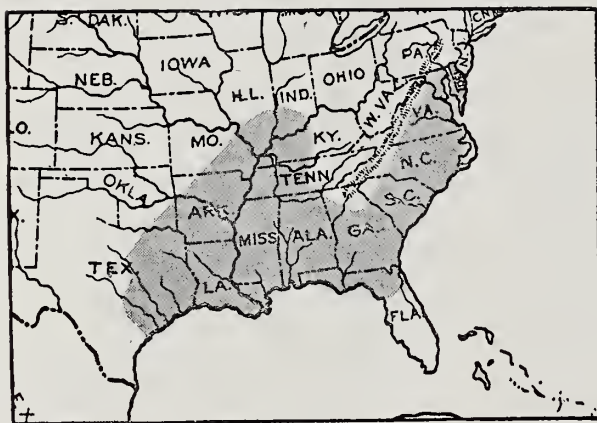 S. DAK.
IOWA
NEB.
ILL.
IND.
OHIO
PA.
W. VA.
VA.
KANS.
MO.
KY.
N.C.
TENN.
OKLA.
ARK.
S.C.
MISS.
ALA.
GA.
TEX.
LA.
FLA.